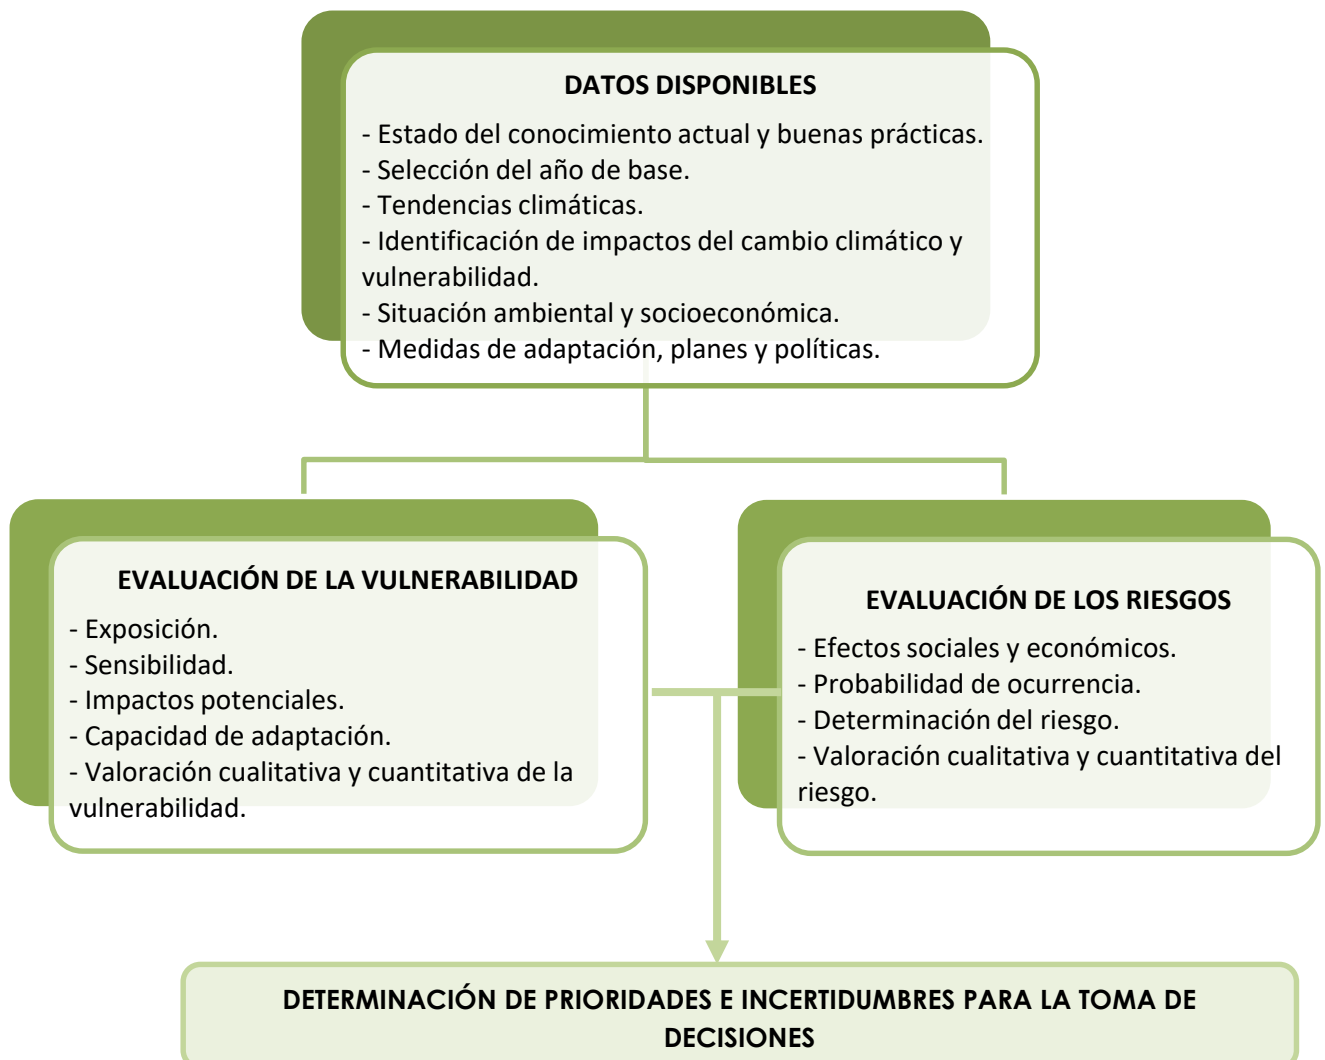 DATOS DISPONIBLES
- Estado del conocimiento actual y buenas prácticas.
- Selección del año de base.
- Tendencias climáticas.
- Identificación de impactos del cambio climático y
vulnerabilidad.
- Situación ambiental y socioeconómica.
- Medidas de adaptación, planes y políticas.
EVALUACIÓN DE LA VULNERABILIDAD
- Exposición.
- Sensibilidad.
- Impactos potenciales.
- Capacidad de adaptación.
- Valoración cualitativa y cuantitativa de la
vulnerabilidad.
EVALUACIÓN DE LOS RIESGOS
- Efectos sociales y económicos.
- Probabilidad de ocurrencia.
- Determinación del riesgo.
- Valoración cualitativa y cuantitativa del
riesgo.
DETERMINACIÓN DE PRIORIDADES E INCERTIDUMBRES PARA LA TOMA DE
DECISIONES